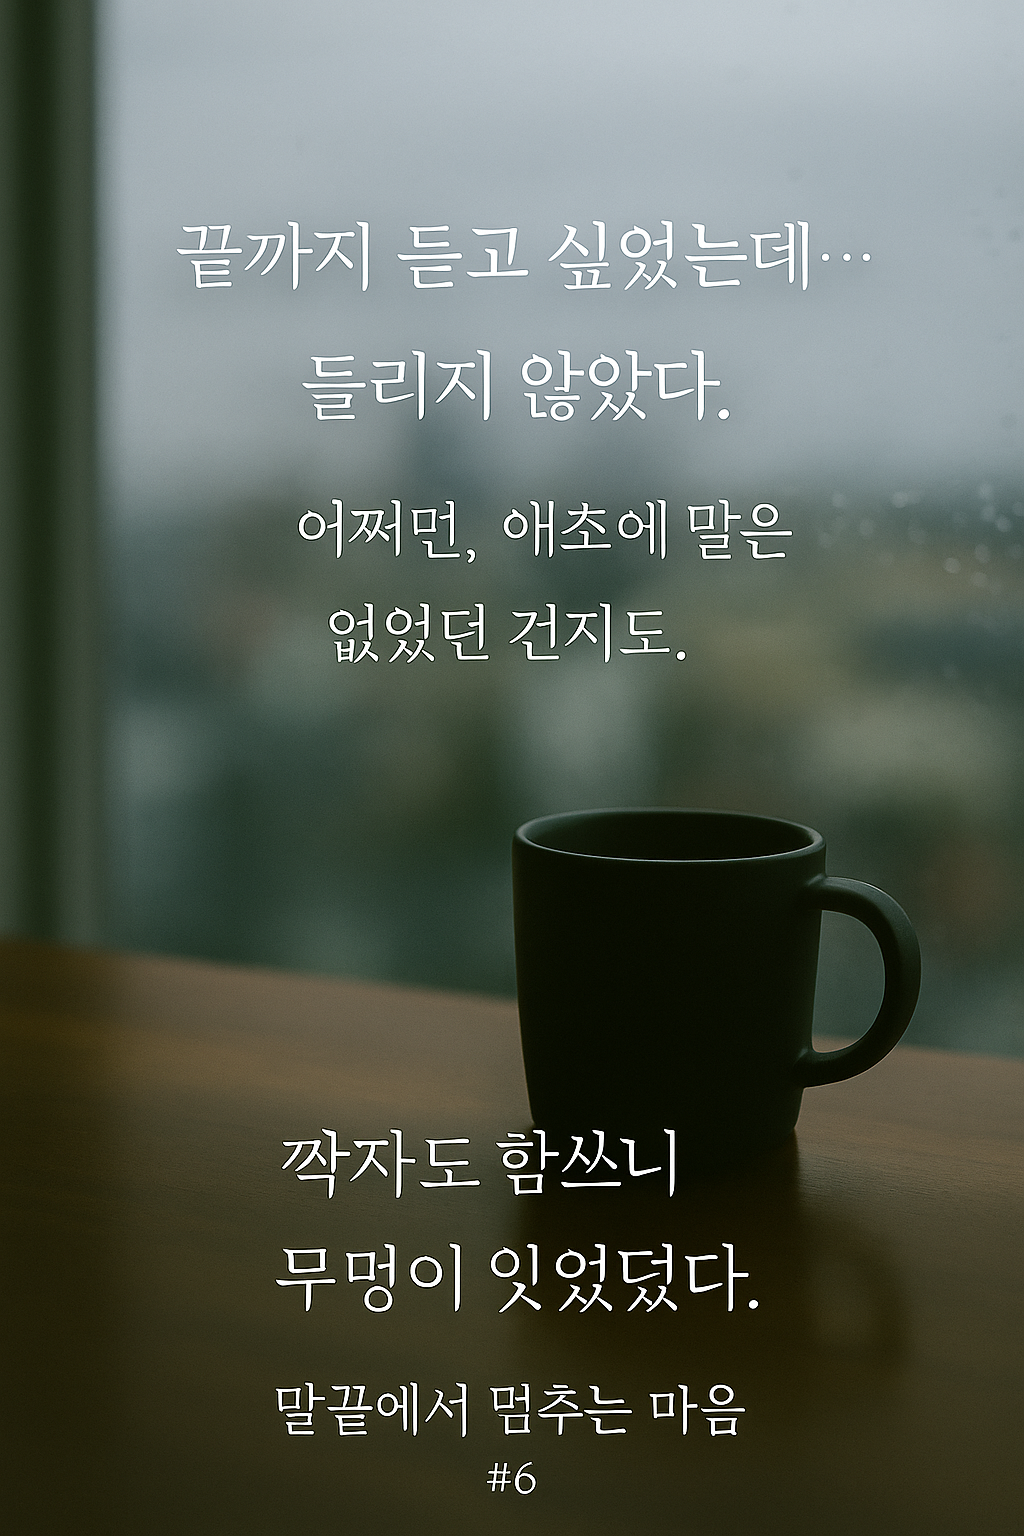 끝까지 듣고 싶었는데…
들리지 않았다.
어쩌먼, 애초에 말은
없었던 건지도.
짝자도 함쓰니
무멍이 잇었덨다.
말끝에서 멈추는 마음
#6